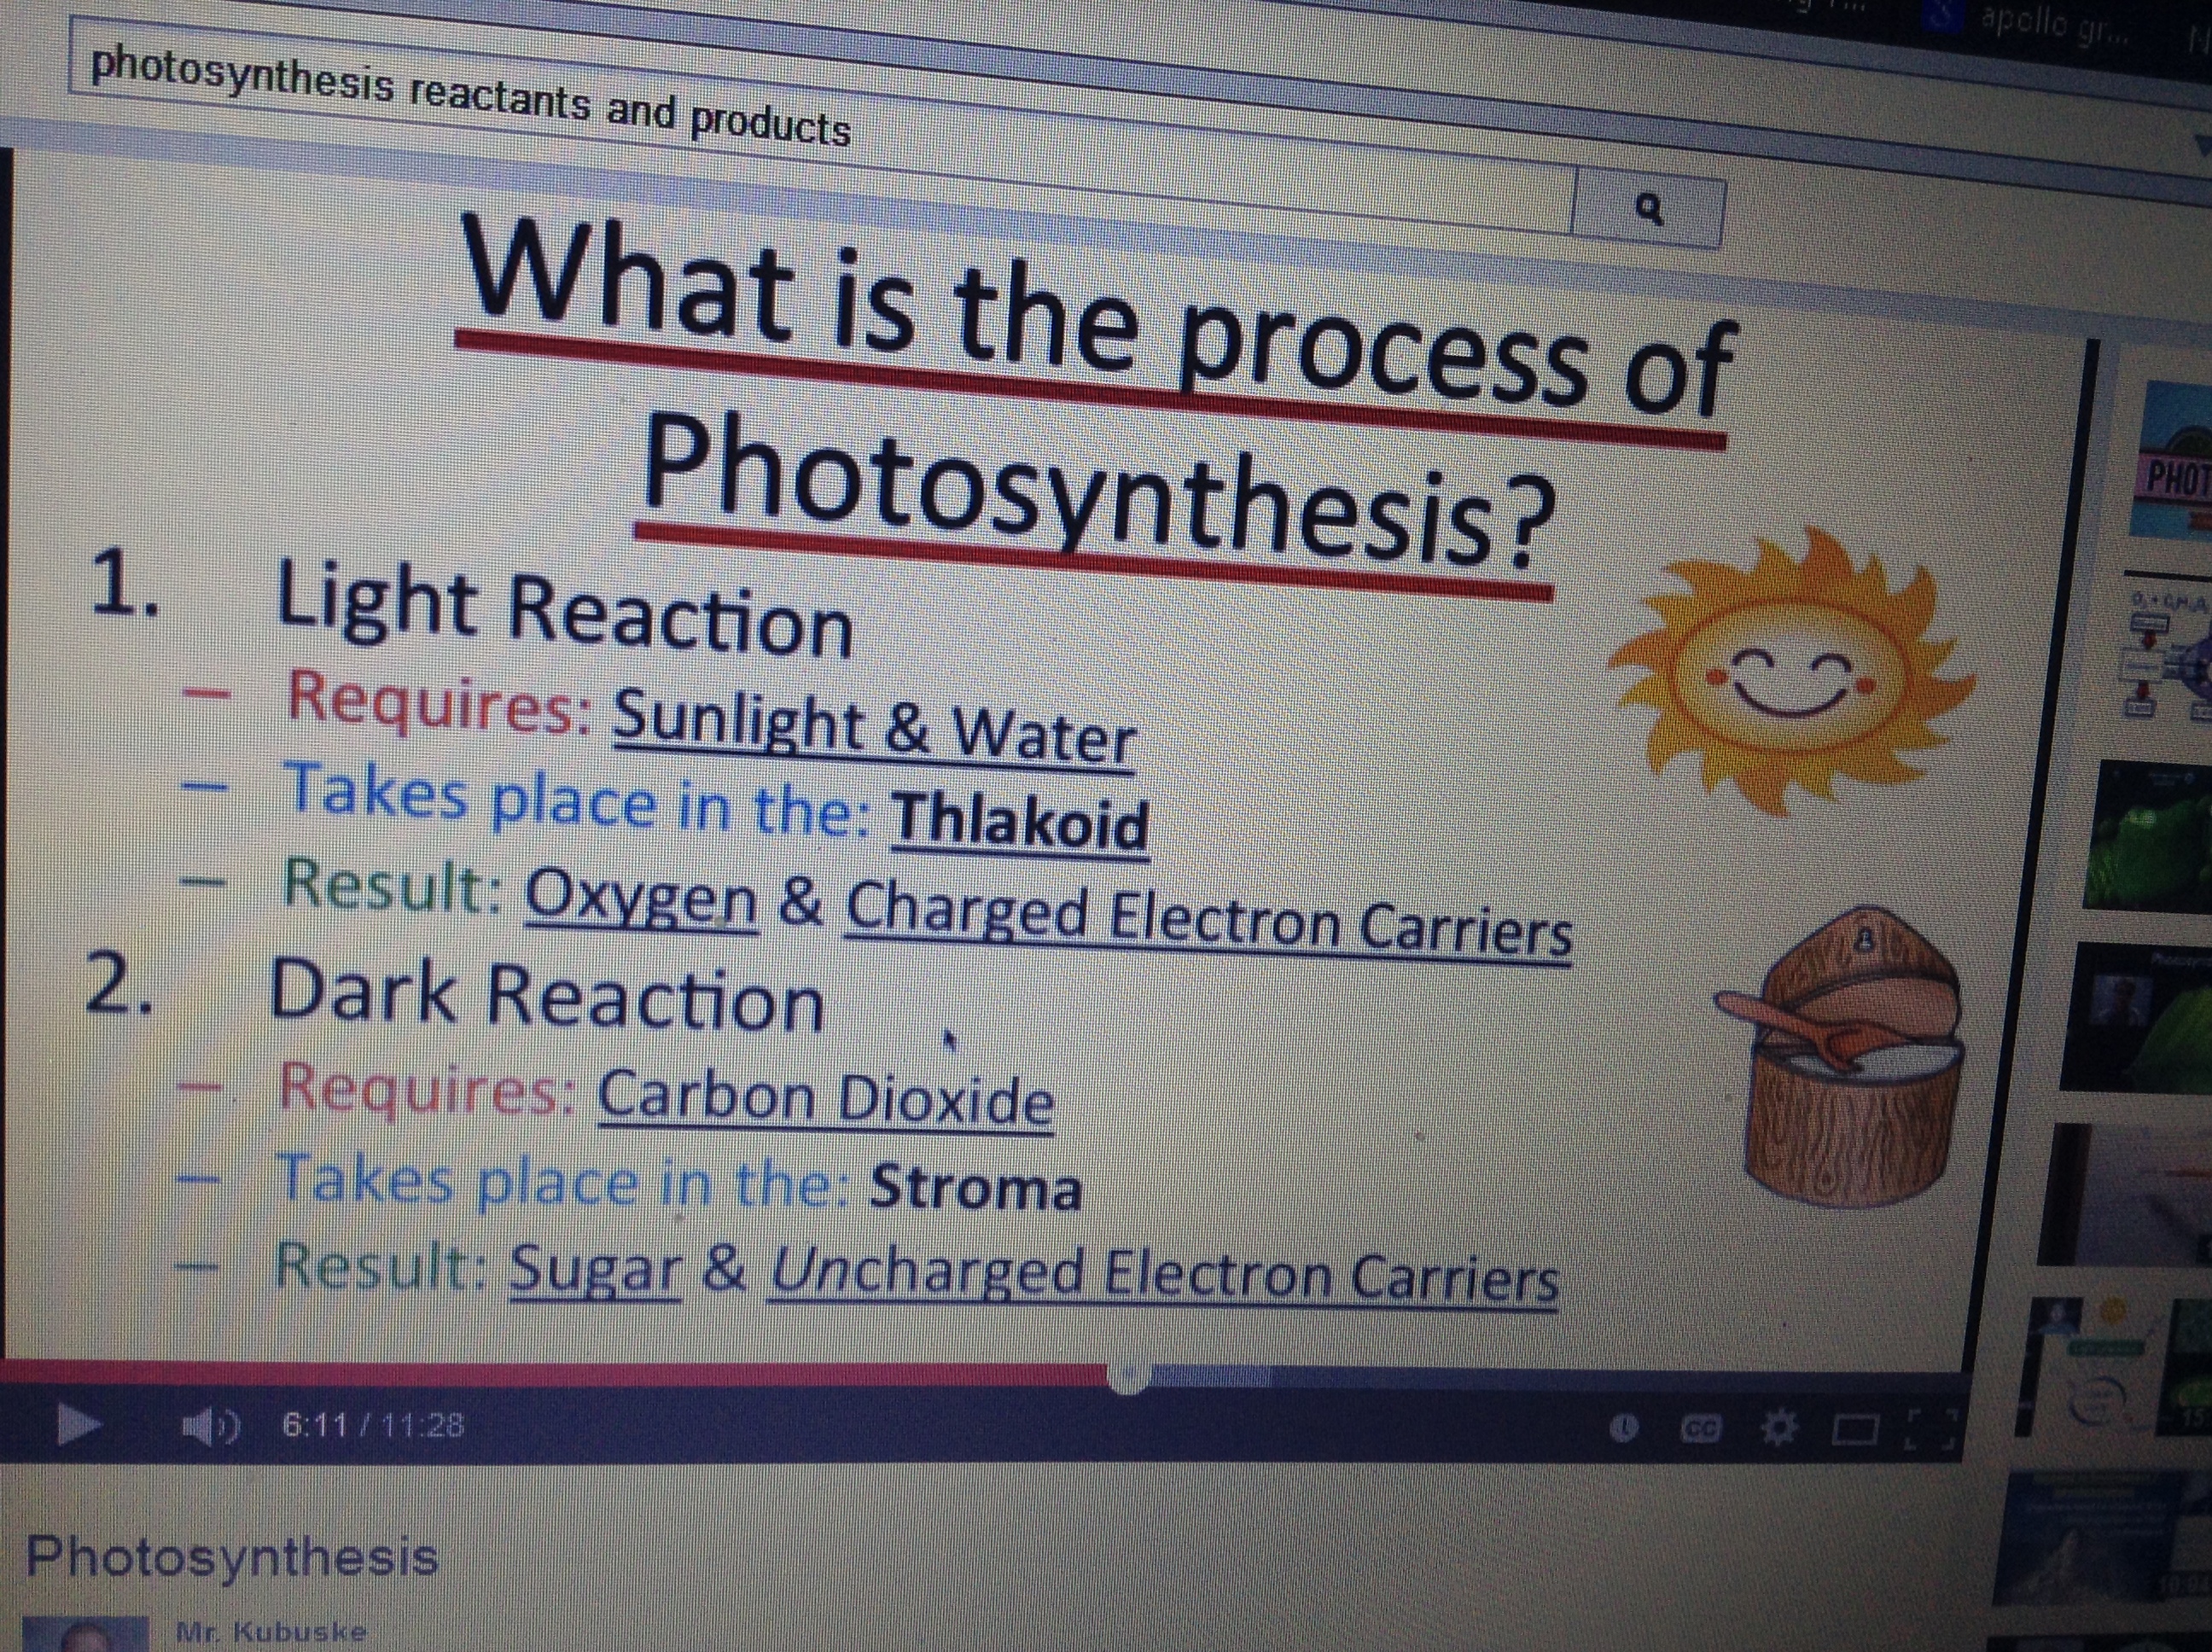 apollo gr...
photosynthesis reactants and products
What is the process of
Photosynthesis?
1. Light Reaction
– Requires: Sunlight & Water
– Takes place in the: Thlakoid
– Result: Oxygen & Charged Electron Carriers
2. Dark Reaction
– Requires: Carbon Dioxide
– Takes place in the: Stroma
– Result: Sugar & Uncharged Electron Carriers
6:11 / 11:28
CC
Photosynthesis
Mr. Kubuske
PHOT